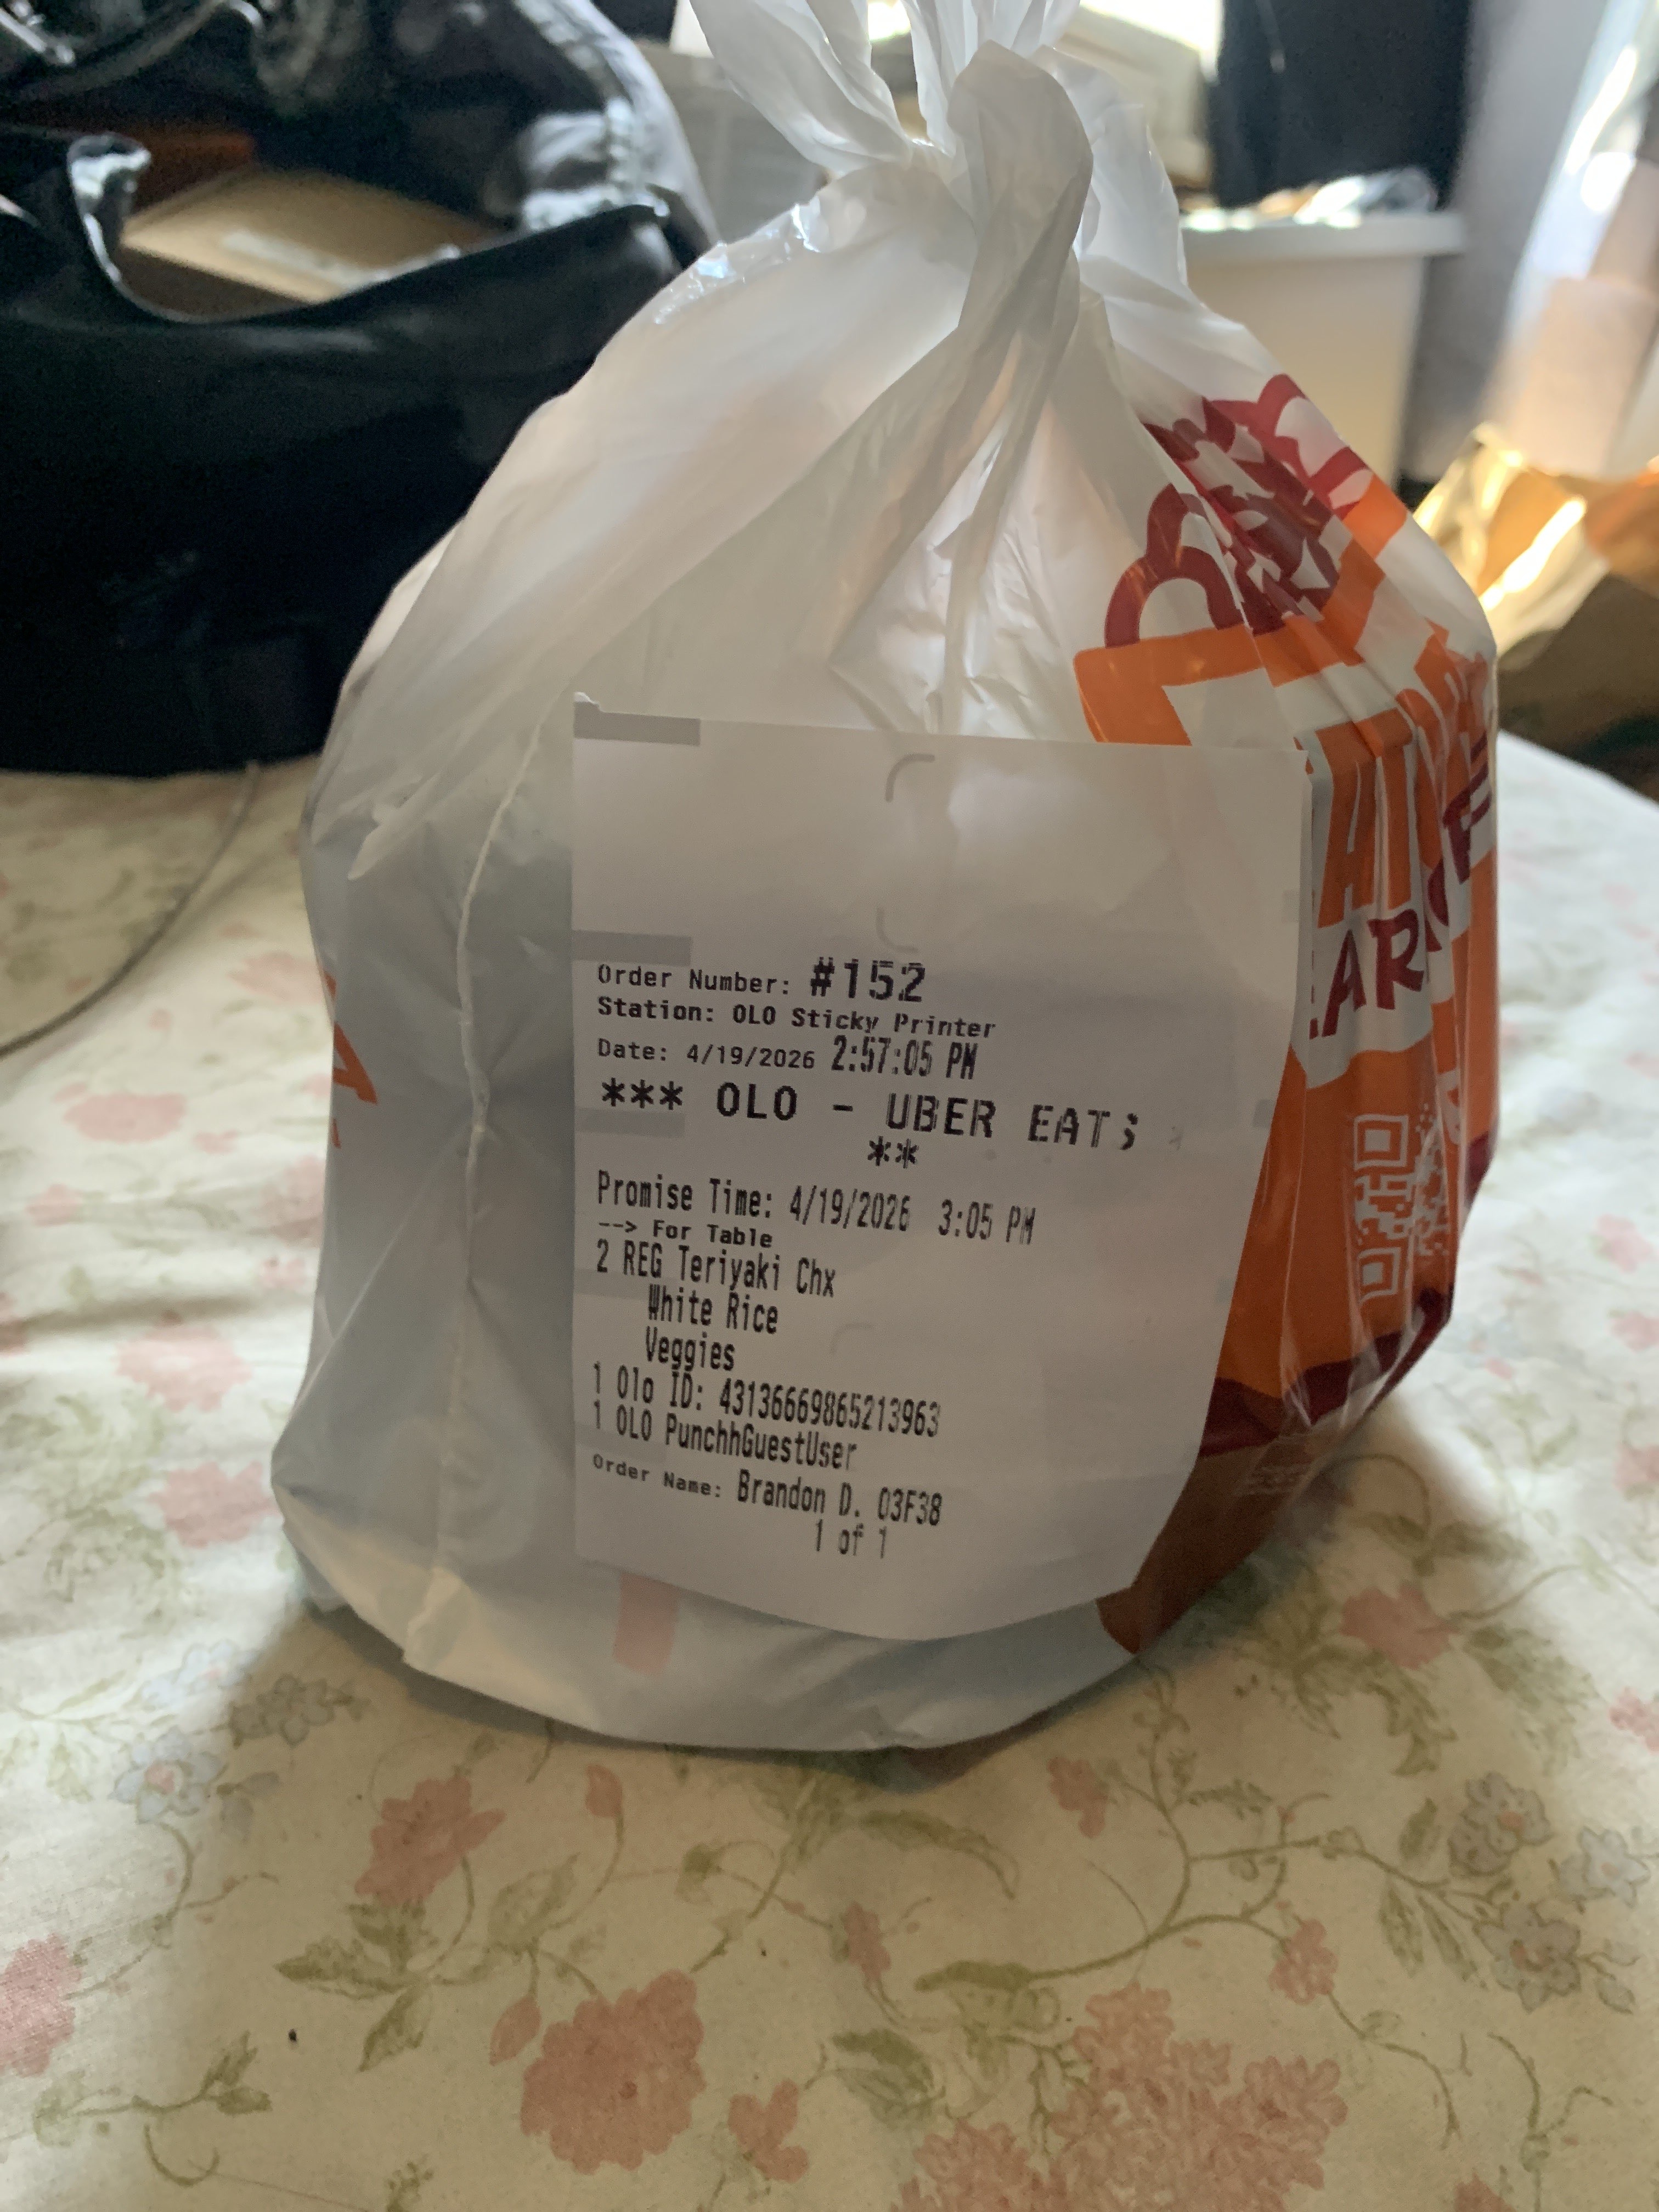 Order Number: #152
Station: OLO Sticky Printer
Date: 4/19/2026 2:57:05 PM
*** OLO - UBER EATS *
**
Promise Time: 4/19/2026 3:05 PM
--> For Table
2 REG Teriyaki Chx
White Rice
Veggies
1 Olo ID: 43136669865213963
1 OLO PunchhGuestUser
Order Name: Brandon D. 03F38
1 of 1